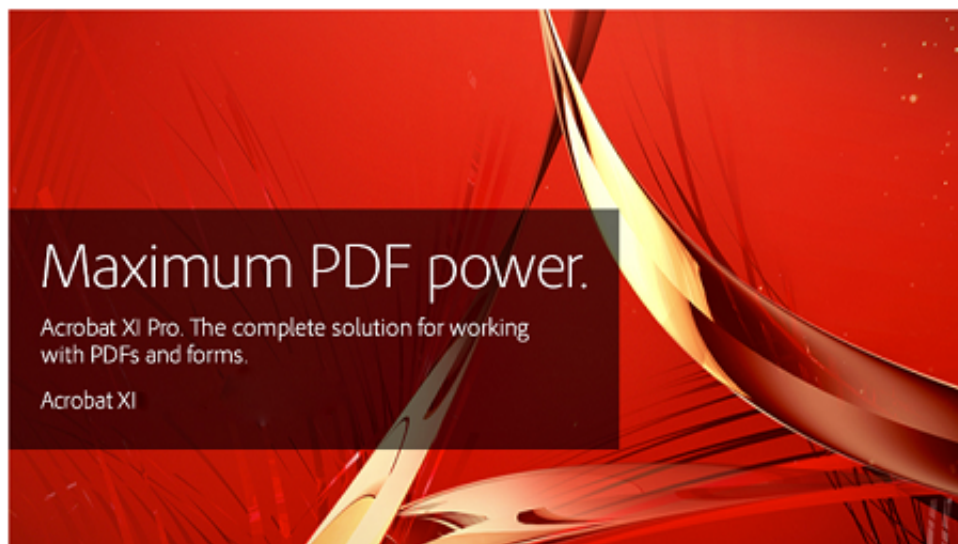 Maximum PDF power.
Acrobat XI Pro. The complete solution for working
with PDFs and forms.
Acrobat XI